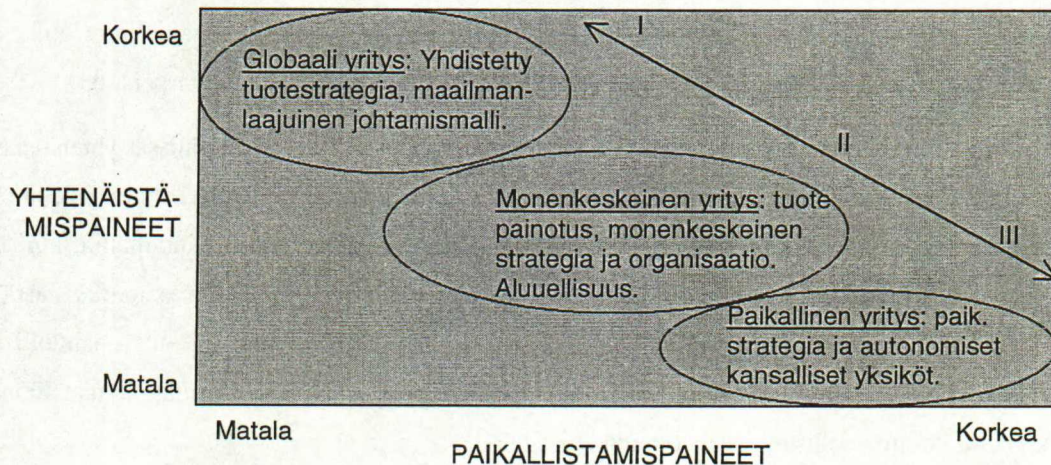 Korkea
I
Globaali yritys: Yhdistetty
tuotestrategia, maailman-
laajuinen johtamismalli.
II
YHTENÄISTÄ-
MISPAINEET
Monenkeskeinen yritys: tuote
painotus, monenkeskeinen
strategia ja organisaatio.
Aluuellisuus.
III
Paikallinen yritys: paik.
strategia ja autonomiset
kansalliset yksiköt.
Matala
Matala
Korkea
PAIKALLISTAMISPAINEET